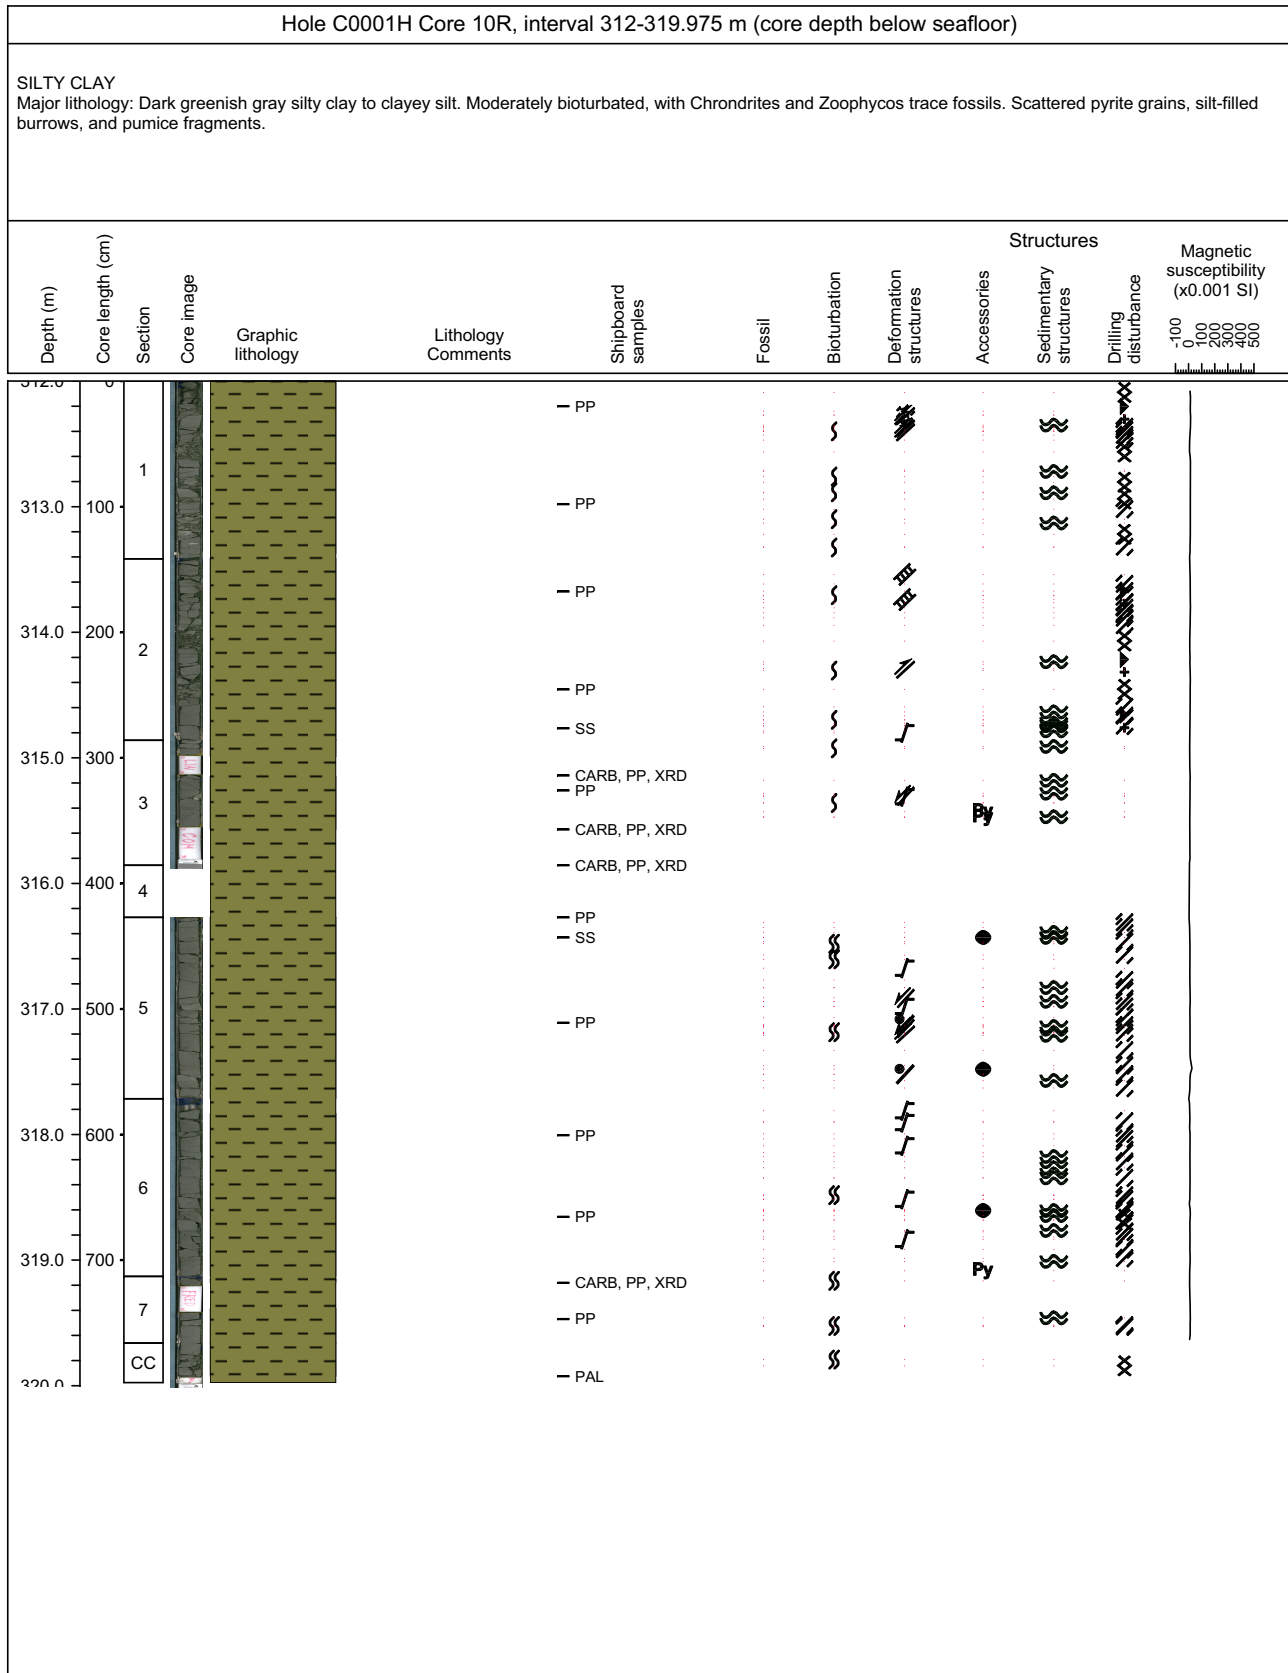 Hole C0001H Core 10R, interval 312-319.975 m (core depth below seafloor)
SILTY CLAY
Major lithology: Dark greenish gray silty clay to clayey silt. Moderately bioturbated, with Chrondrites and Zoophycos trace fossils. Scattered pyrite grains, silt-filled
burrows, and pumice fragments.
Structures
Depth (m)
Core length (cm)
Section
Core image
Graphic
lithology
Lithology
Comments
Shipboard
samples
Fossil
Bioturbation
Deformation
structures
Accessories
Sedimentary
structures
Drilling
disturbance
Magnetic
susceptibility
(x0.001 SI)
-100
0
100
200
300
400
500
312.0 0
PP
1
313.0 100
PP
PP
314.0 200
2
PP
SS
315.0 300
CARB, PP, XRD
PP
3
Py
Py
CARB, PP, XRD
CARB, PP, XRD
316.0 400
4
PP
SS
317.0 500
5
PP
318.0 600
PP
6
PP
319.0 700
Py
CARB, PP, XRD
7
PP
CC
PAL
320.0